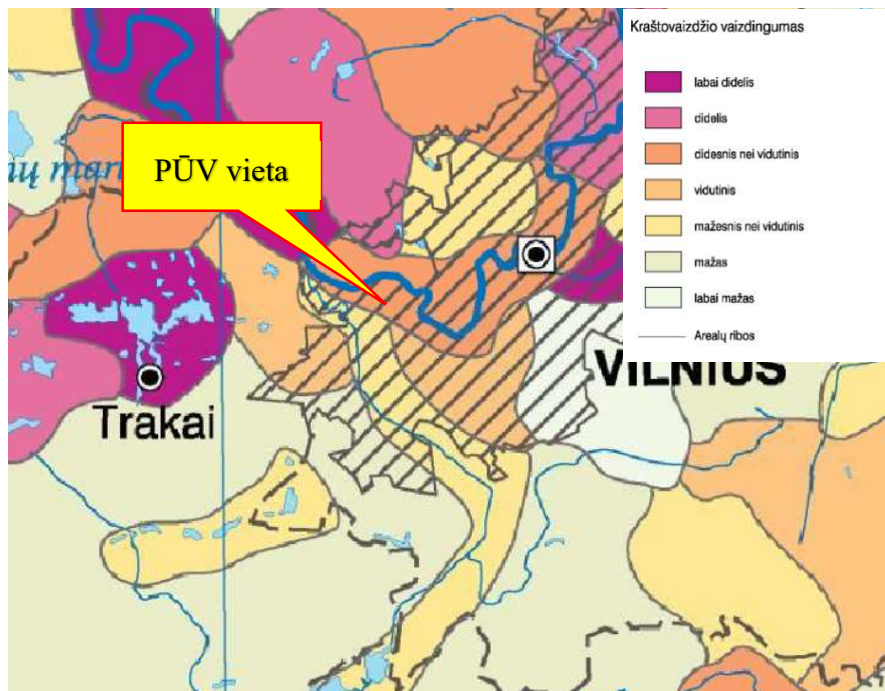 Kraštovaizdžio vaizdingumas
labai didelis
didelis
didesnis nei vidutinis
vidutinis
mažesnis nei vidutinis
mažas
labai mažas
Arealų ribos
PŪV vieta
VILNIUS
Trakai